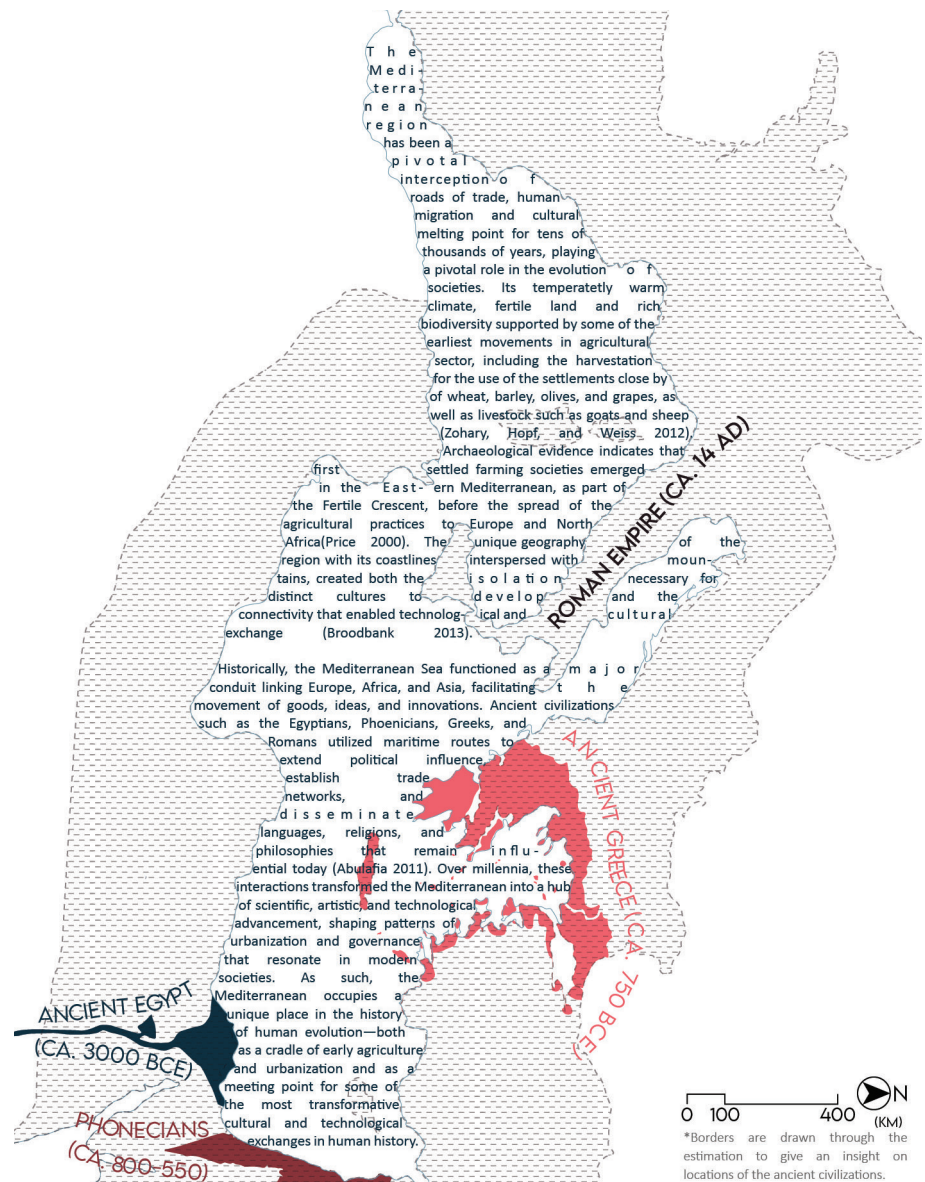 The
Medi-
terra-
nean
region
has been a
pivotal
interception of
roads of trade, human
migration and cultural
melting point for tens of
thousands of years, playing
a pivotal role in the evolution of
societies. Its temperatetly warm
climate, fertile land and rich
biodiversity supported by some of the
earliest movements in agricultural
sector, including the harvestation
for the use of the settlements close by
of wheat, barley, olives, and grapes, as
well as livestock such as goats and sheep
(Zohary, Hopf, and Weiss 2012).
Archaeological evidence indicates that
first settled farming societies emerged
in the East- ern Mediterranean, as part of
the Fertile Crescent, before the spread of the
agricultural practices to Europe and North
Africa(Price 2000). The unique geography of the
region with its coastlines interspersed with moun-
tains, created both the isolation necessary for
distinct cultures to develop and the
connectivity that enabled technolog- ical and cultural
exchange (Broodbank 2013).
Historically, the Mediterranean Sea functioned as a major
conduit linking Europe, Africa, and Asia, facilitating the
movement of goods, ideas, and innovations. Ancient civilizations
such as the Egyptians, Phoenicians, Greeks, and
Romans utilized maritime routes to
extend political influence,
establish trade
networks, and
disseminate
languages, religions, and
philosophies that remain influ-
ential today (Abulafia 2011). Over millennia, these
interactions transformed the Mediterranean into a hub
of scientific, artistic, and technological
advancement, shaping patterns of
urbanization and governance
that resonate in modern
societies. As such, the
Mediterranean occupies a
unique place in the history
of human evolution—both
as a cradle of early agriculture
and urbanization and as a
meeting point for some of
the most transformative
cultural and technological
exchanges in human history.
ROMAN EMPIRE (CA. 14 AD)
ANCIENT GREECE (CA. 750 BCE)
ANCIENT EGYPT
(CA. 3000 BCE)
PHONECIANS
(CA. 800-550)
N
0 100 400 (KM)
*Borders are drawn through the
estimation to give an insight on
locations of the ancient civilizations.